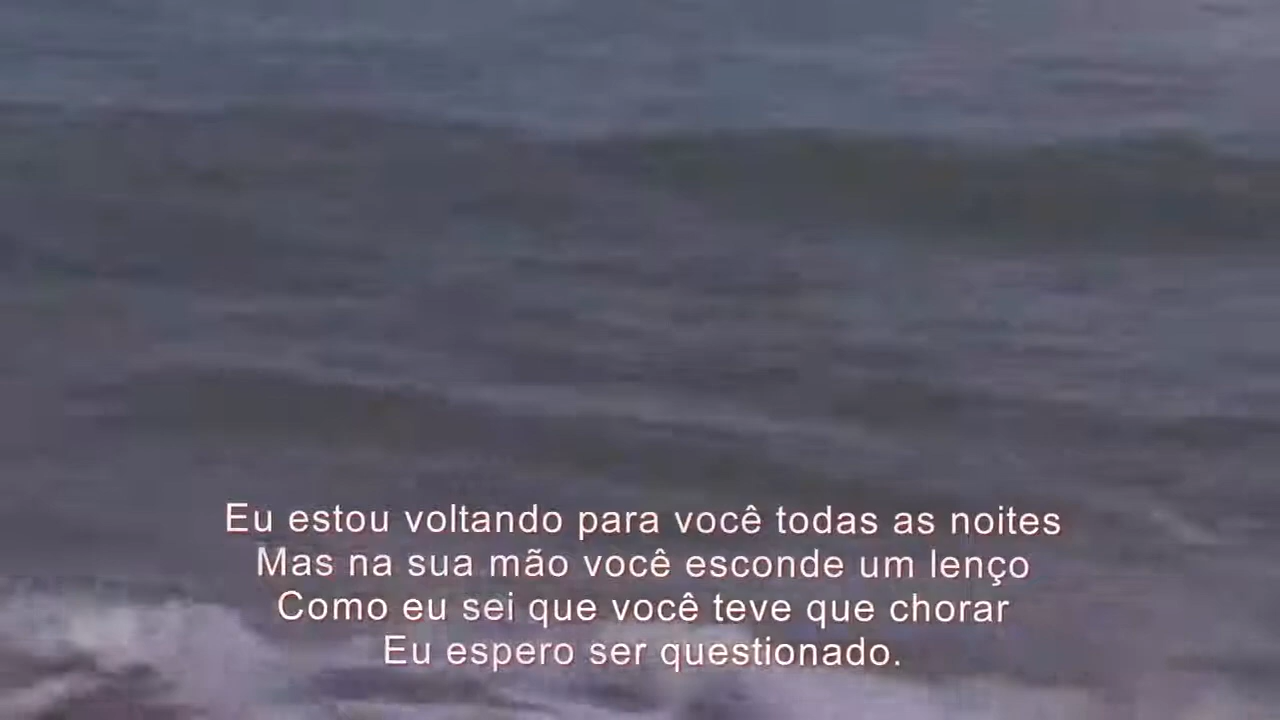 Eu estou voltando para você todas as noites
Mas na sua mão você esconde um lenço
Como eu sei que você teve que chorar
Eu espero ser questionado.